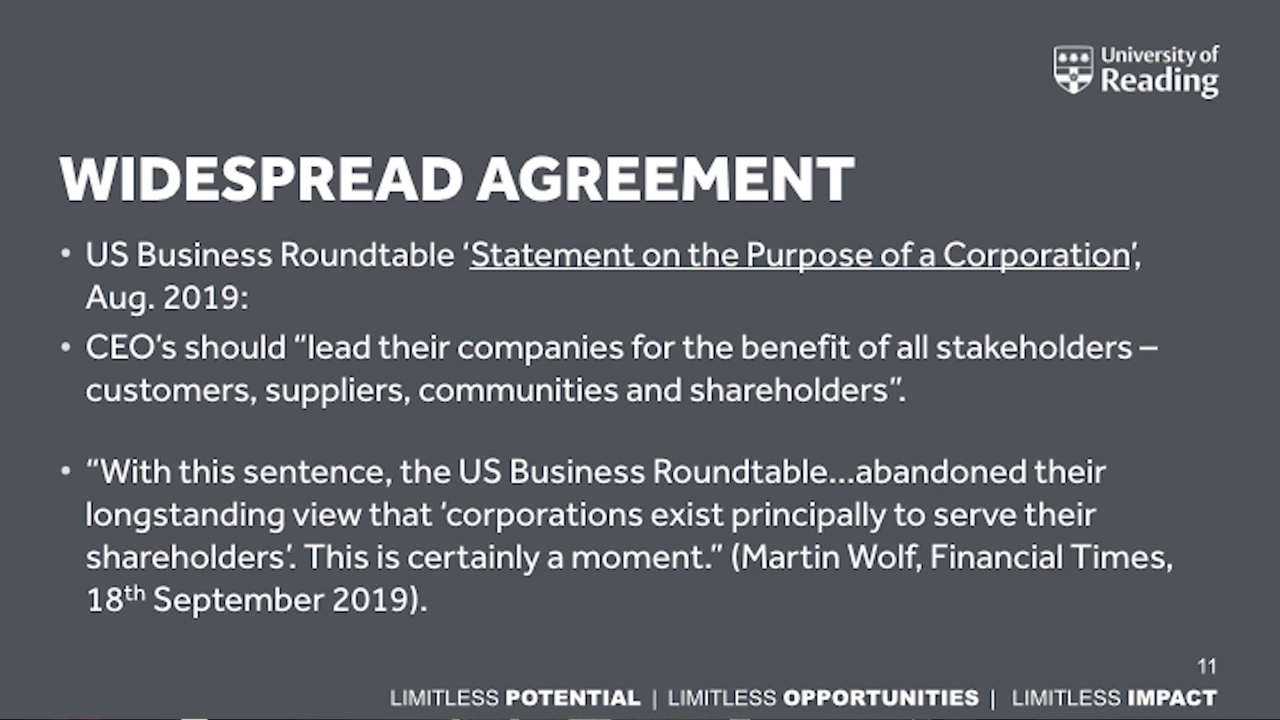 University of
Reading
WIDESPREAD AGREEMENT
• US Business Roundtable ‘Statement on the Purpose of a Corporation’,
Aug. 2019:
• CEO’s should “lead their companies for the benefit of all stakeholders –
customers, suppliers, communities and shareholders”.
• “With this sentence, the US Business Roundtable...abandoned their
longstanding view that ‘corporations exist principally to serve their
shareholders’. This is certainly a moment.” (Martin Wolf, Financial Times,
18th September 2019).
11
LIMITLESS POTENTIAL | LIMITLESS OPPORTUNITIES | LIMITLESS IMPACT